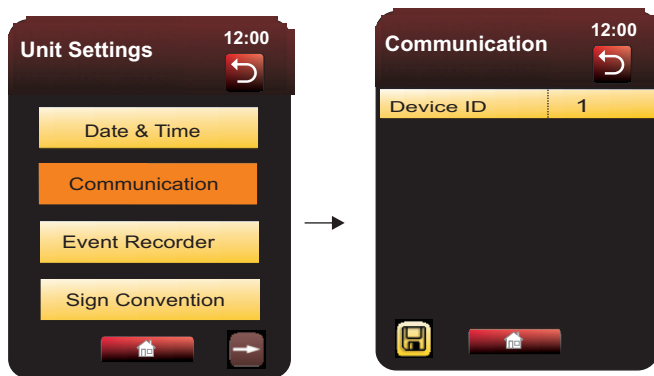 Unit Settings
12:00
Date & Time
Communication
Event Recorder
Sign Convention
Communication
12:00
Device ID 1